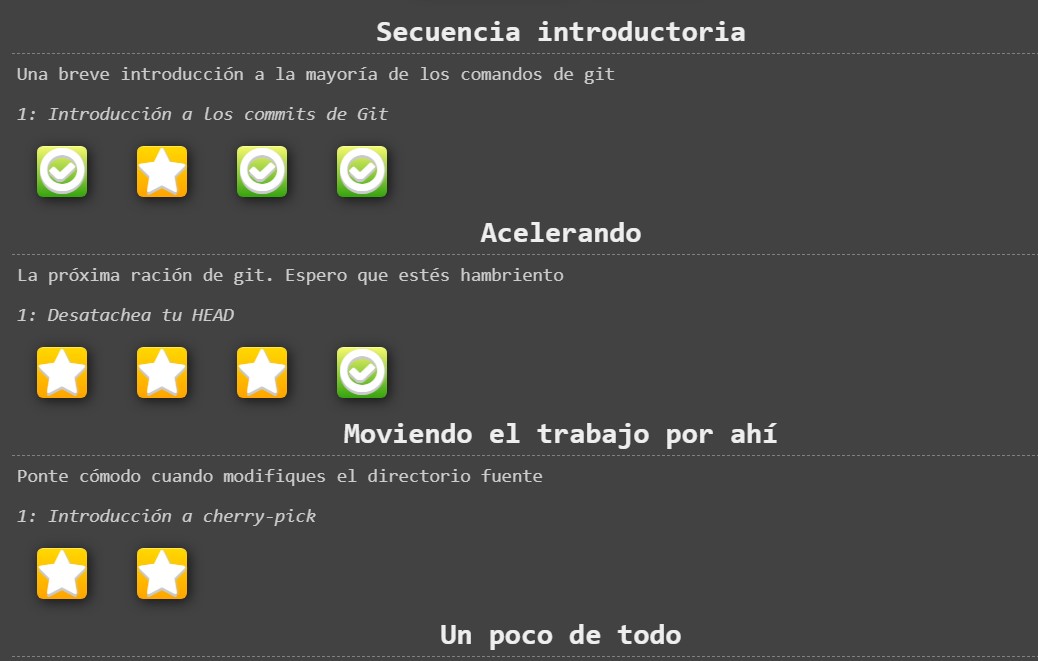 Secuencia introductoria
Una breve introducción a la mayoría de los comandos de git
1: Introducción a los commits de Git
Acelerando
La próxima ración de git. Espero que estés hambriento
1: Desatachea tu HEAD
Moviendo el trabajo por ahí
Ponte cómodo cuando modifiques el directorio fuente
1: Introducción a cherry-pick
Un poco de todo